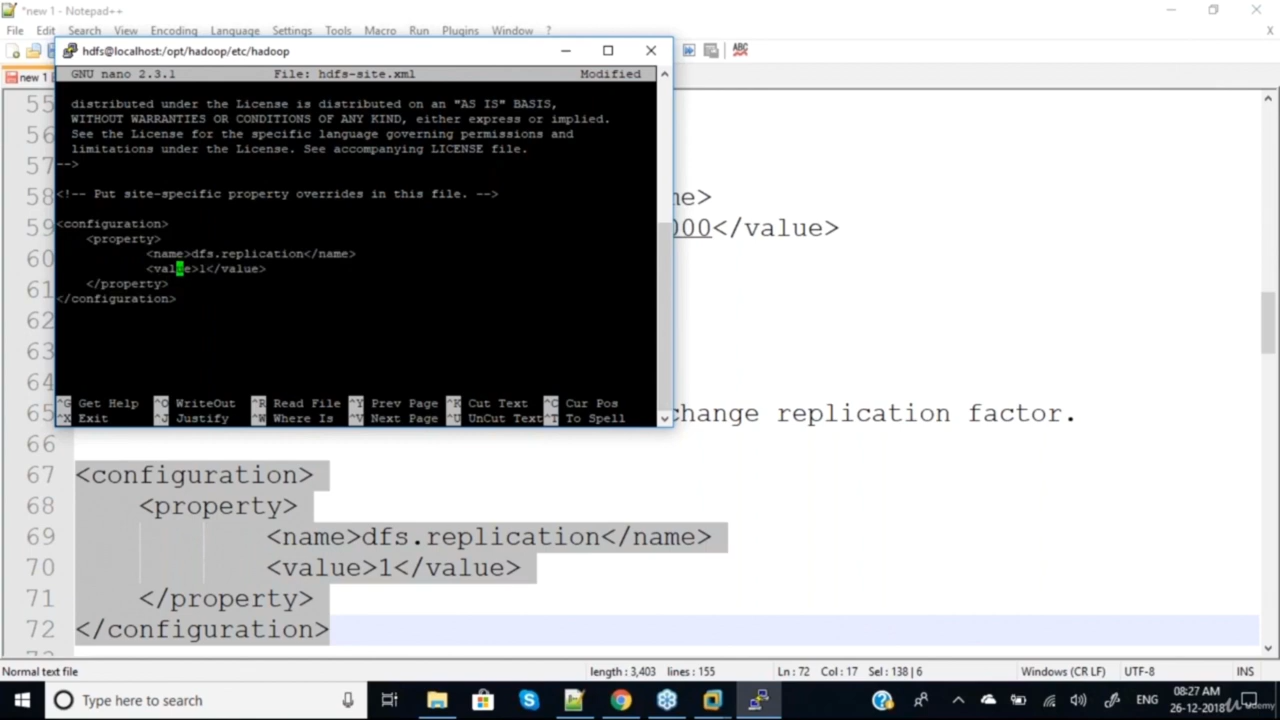 *new 1 - Notepad++
File Edit Search View Encoding Language Settings Tools Macro Run Plugins Window ?
X
new 1
hdfs@localhost:/opt/hadoop/etc/hadoop
GNU nano 2.3.1 File: hdfs-site.xml Modified
distributed under the License is distributed on an "AS IS" BASIS,
WITHOUT WARRANTIES OR CONDITIONS OF ANY KIND, either express or implied.
See the License for the specific language governing permissions and
limitations under the License. See accompanying LICENSE file.
-->
<!-- Put site-specific property overrides in this file. -->
<configuration>
<property>
<name>dfs.replication</name>
<value>1</value>
</property>
</configuration>
^G Get Help ^O WriteOut ^R Read File ^Y Prev Page ^K Cut Text ^C Cur Pos
^X Exit ^J Justify ^W Where Is ^V Next Page ^U UnCut Text ^T To Spell
55
56
57
58 me>
59 000</value>
60
61
62
63
64
65 change replication factor.
66
67 <configuration>
68 <property>
69 <name>dfs.replication</name>
70 <value>1</value>
71 </property>
72 </configuration>
Normal text file length : 3,403 lines : 155 Ln : 72 Col : 17 Sel : 138 | 6 Windows (CR LF) UTF-8 INS
Type here to search ENG 08:27 AM
26-12-2018
Udemy